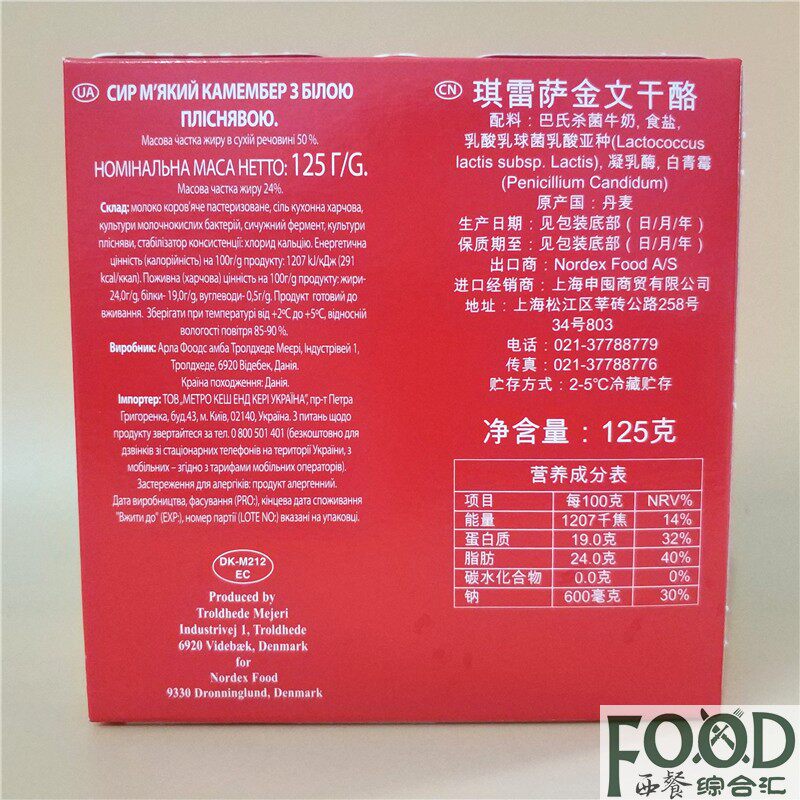 UA СИР М'ЯКИЙ КАМЕМБЕР З БІЛОЮ
ПЛІСНЯВОЮ.
Масова частка жиру в сухій речовині 50 %.
НОМІНАЛЬНА МАСА НЕТТО: 125 Г/G.
Масова частка жиру 24%.
Склад: молоко коров'яче пастеризоване, сіль кухонна харчова,
культури молочнокислих бактерій, сичужний фермент, культури
плісняви, стабілізатор консистенції: хлорид кальцію. Енергетична
цінність (калорійність) на 100г/g продукту: 1207 kJ/кДж (291
kcal/ккал). Поживна (харчова) цінність на 100г/g продукту: жири-
24,0г/g, білки- 19,0г/g, вуглеводи- 0,5г/g. Продукт готовий до
вживання. Зберігати при температурі від +2ºС до +5ºС, відносній
вологості повітря 85-90 %.
Виробник: Арла Фоодс амба Тролдхеде Меєрі, Індустрівей 1,
Тролдхеде, 6920 Відебек, Данія.
Країна походження: Данія.
Імпортер: ТОВ „МЕТРО КЕШ ЕНД КЕРІ УКРАЇНА”, пр-т Петра
Григоренка, буд.43, м. Київ, 02140, Україна. З питань щодо
продукту звертайтеся за тел. 0 800 501 401 (безкоштовно для
дзвінків зі стаціонарних телефонів на території України, з
мобільних – згідно з тарифами мобільних операторів).
Застереження для алергіків: продукт алергенний.
Дата виробництва, фасування (PRO:), кінцева дата споживання
"Вжити до" (EXP:), номер партії (LOTE NO:) вказані на упаковці.
DK-M212
EC
Produced by
Troldhede Mejeri
Industrivej 1, Troldhede
6920 Videbæk, Denmark
for
Nordex Food
9330 Dronninglund, Denmark
CN 琪雷萨金文干酪
配料：巴氏杀菌牛奶, 食盐,
乳酸乳球菌乳酸亚种(Lactococcus
lactis subsp. Lactis), 凝乳酶, 白青霉
(Penicillium Candidum)
原产国：丹麦
生产日期：见包装底部（日/月/年）
保质期至：见包装底部（日/月/年）
出口商：Nordex Food A/S
进口经销商：上海申囤商贸有限公司
地址：上海松江区莘砖公路258号
34号803
电话：021-37788779
传真：021-37788776
贮存方式：2-5℃冷藏贮存
净含量：125克
营养成分表
项目 每100克 NRV%
能量 1207千焦 14%
蛋白质 19.0克 32%
脂肪 24.0克 40%
碳水化合物 0.0克 0%
钠 600毫克 30%
FOOD
西餐综合汇